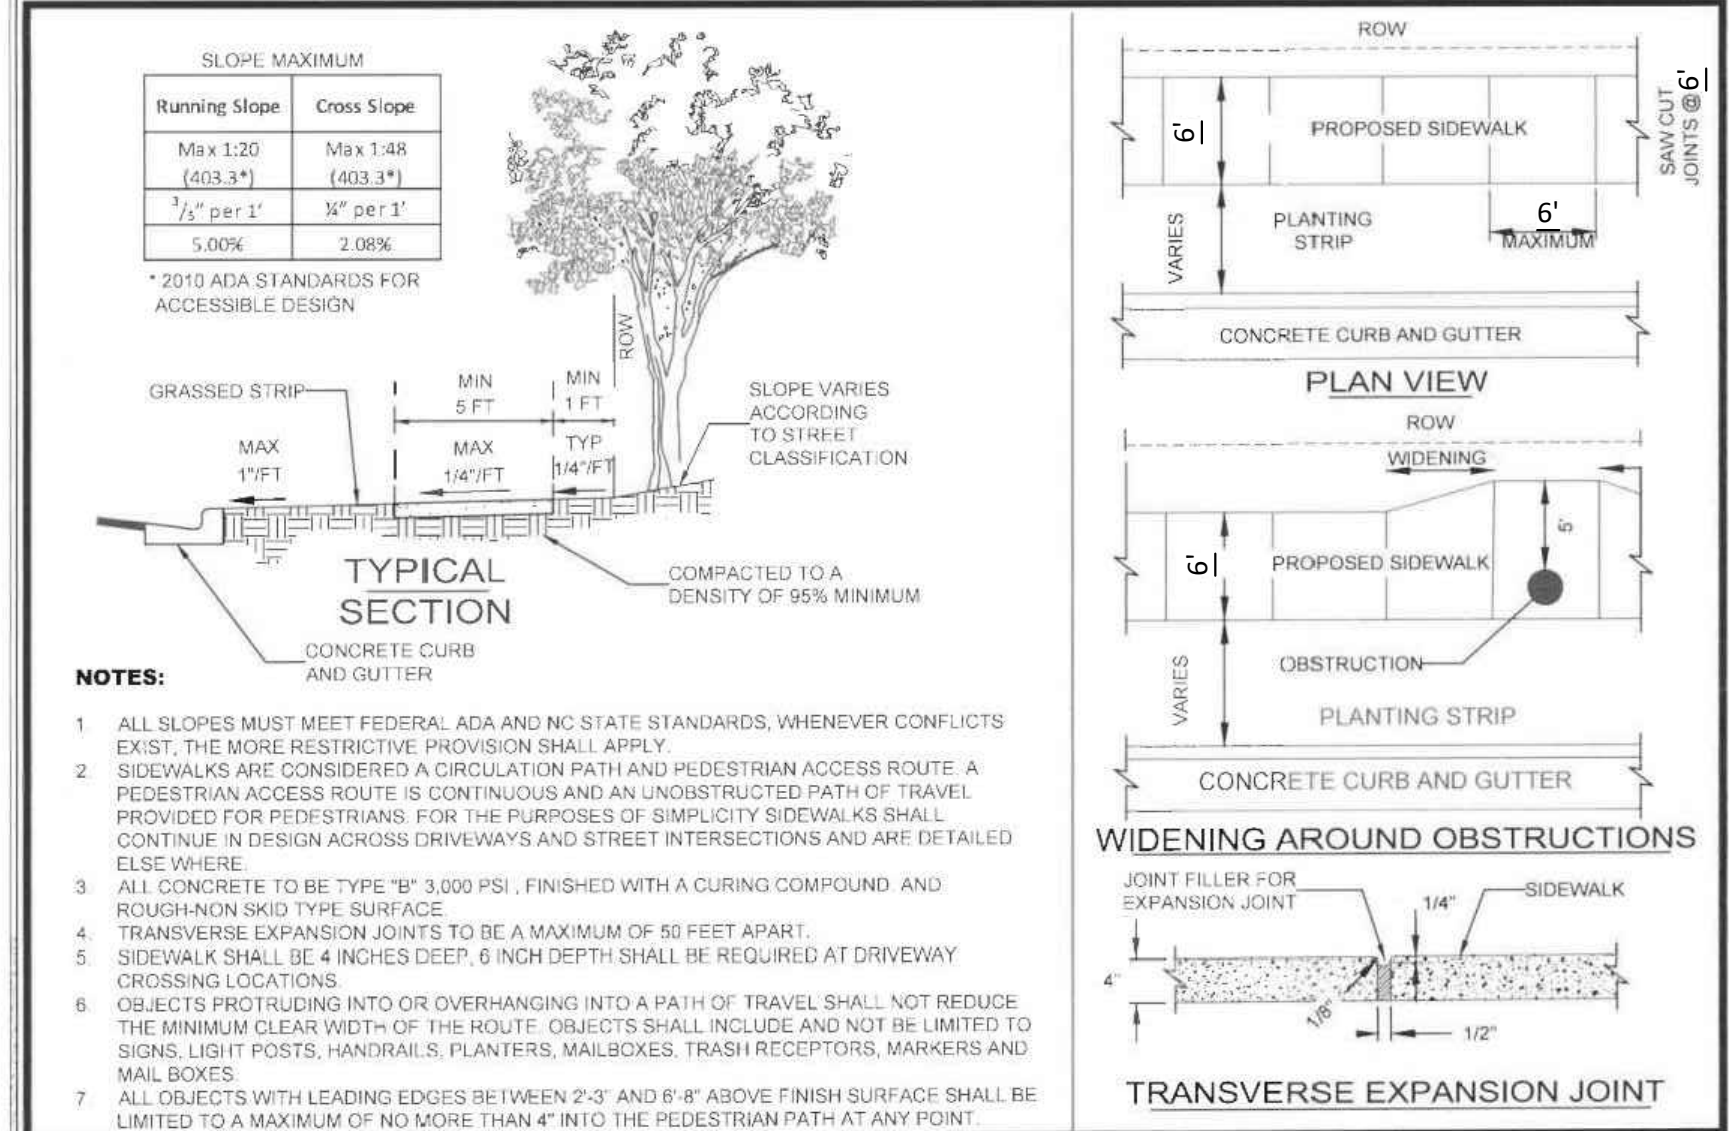 SLOPE MAXIMUM
Running Slope Cross Slope
Max 1:20 Max 1:48
(403.3*) (403.3*)
3/5" per 1' ¼" per 1'
5.00% 2.08%
* 2010 ADA STANDARDS FOR
ACCESSIBLE DESIGN
ROW
GRASSED STRIP
MIN
5 FT
MIN
1 FT
MAX
1"/FT
MAX
1/4"/FT
TYP
1/4"/FT
SLOPE VARIES
ACCORDING
TO STREET
CLASSIFICATION
TYPICAL
SECTION
COMPACTED TO A
DENSITY OF 95% MINIMUM
CONCRETE CURB
AND GUTTER
NOTES:
1 ALL SLOPES MUST MEET FEDERAL ADA AND NC STATE STANDARDS, WHENEVER CONFLICTS
EXIST, THE MORE RESTRICTIVE PROVISION SHALL APPLY.
2 SIDEWALKS ARE CONSIDERED A CIRCULATION PATH AND PEDESTRIAN ACCESS ROUTE. A
PEDESTRIAN ACCESS ROUTE IS CONTINUOUS AND AN UNOBSTRUCTED PATH OF TRAVEL
PROVIDED FOR PEDESTRIANS. FOR THE PURPOSES OF SIMPLICITY SIDEWALKS SHALL
CONTINUE IN DESIGN ACROSS DRIVEWAYS AND STREET INTERSECTIONS AND ARE DETAILED
ELSE WHERE.
3 ALL CONCRETE TO BE TYPE "B" 3,000 PSI , FINISHED WITH A CURING COMPOUND AND
ROUGH-NON SKID TYPE SURFACE
4. TRANSVERSE EXPANSION JOINTS TO BE A MAXIMUM OF 50 FEET APART.
5. SIDEWALK SHALL BE 4 INCHES DEEP, 6 INCH DEPTH SHALL BE REQUIRED AT DRIVEWAY
CROSSING LOCATIONS.
6. OBJECTS PROTRUDING INTO OR OVERHANGING INTO A PATH OF TRAVEL SHALL NOT REDUCE
THE MINIMUM CLEAR WIDTH OF THE ROUTE. OBJECTS SHALL INCLUDE AND NOT BE LIMITED TO
SIGNS, LIGHT POSTS, HANDRAILS, PLANTERS, MAILBOXES, TRASH RECEPTORS, MARKERS AND
MAIL BOXES.
7 ALL OBJECTS WITH LEADING EDGES BETWEEN 2'-3" AND 6'-8" ABOVE FINISH SURFACE SHALL BE
LIMITED TO A MAXIMUM OF NO MORE THAN 4" INTO THE PEDESTRIAN PATH AT ANY POINT.
ROW
6'
PROPOSED SIDEWALK
SAW CUT
JOINTS @ 6'
VARIES
PLANTING
STRIP
6'
MAXIMUM
CONCRETE CURB AND GUTTER
PLAN VIEW
ROW
WIDENING
6'
PROPOSED SIDEWALK
5'
OBSTRUCTION
VARIES
PLANTING STRIP
CONCRETE CURB AND GUTTER
WIDENING AROUND OBSTRUCTIONS
JOINT FILLER FOR
EXPANSION JOINT
1/4"
SIDEWALK
4"
1/8"
1/2"
TRANSVERSE EXPANSION JOINT